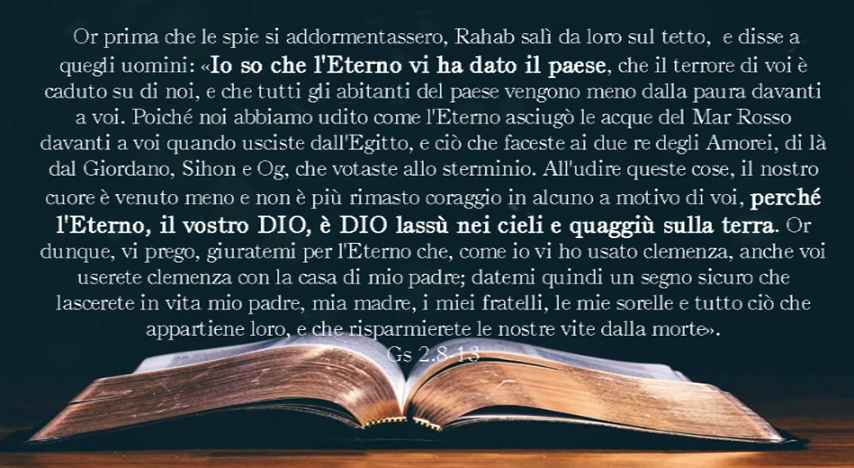 Or prima che le spie si addormentassero, Rahab salì da loro sul tetto, e disse a
quegli uomini: «Io so che l'Eterno vi ha dato il paese, che il terrore di voi è
caduto su di noi, e che tutti gli abitanti del paese vengono meno dalla paura davanti
a voi. Poiché noi abbiamo udito come l'Eterno asciugò le acque del Mar Rosso
davanti a voi quando usciste dall'Egitto, e ciò che faceste ai due re degli Amorei, di là
dal Giordano, Sihon e Og, che votaste allo sterminio. All'udire queste cose, il nostro
cuore è venuto meno e non è più rimasto coraggio in alcuno a motivo di voi, perché
l'Eterno, il vostro DIO, è DIO lassù nei cieli e quaggiù sulla terra. Or
dunque, vi prego, giuratemi per l'Eterno che, come io vi ho usato clemenza, anche voi
userete clemenza con la casa di mio padre; datemi quindi un segno sicuro che
lascerete in vita mio padre, mia madre, i miei fratelli, le mie sorelle e tutto ciò che
appartiene loro, e che risparmierete le nostre vite dalla morte».
Gs 2.8-13